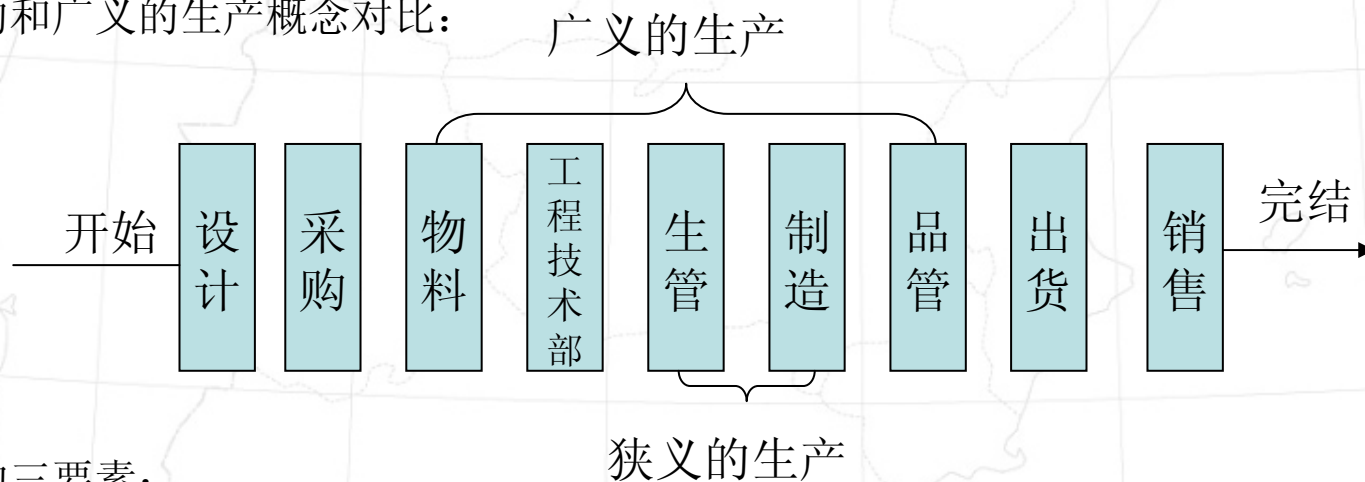 和广义的生产概念对比：
广义的生产
开始
设计
采购
物料
工程技术部
生管
制造
品管
出货
销售
完结
狭义的生产
三要素：